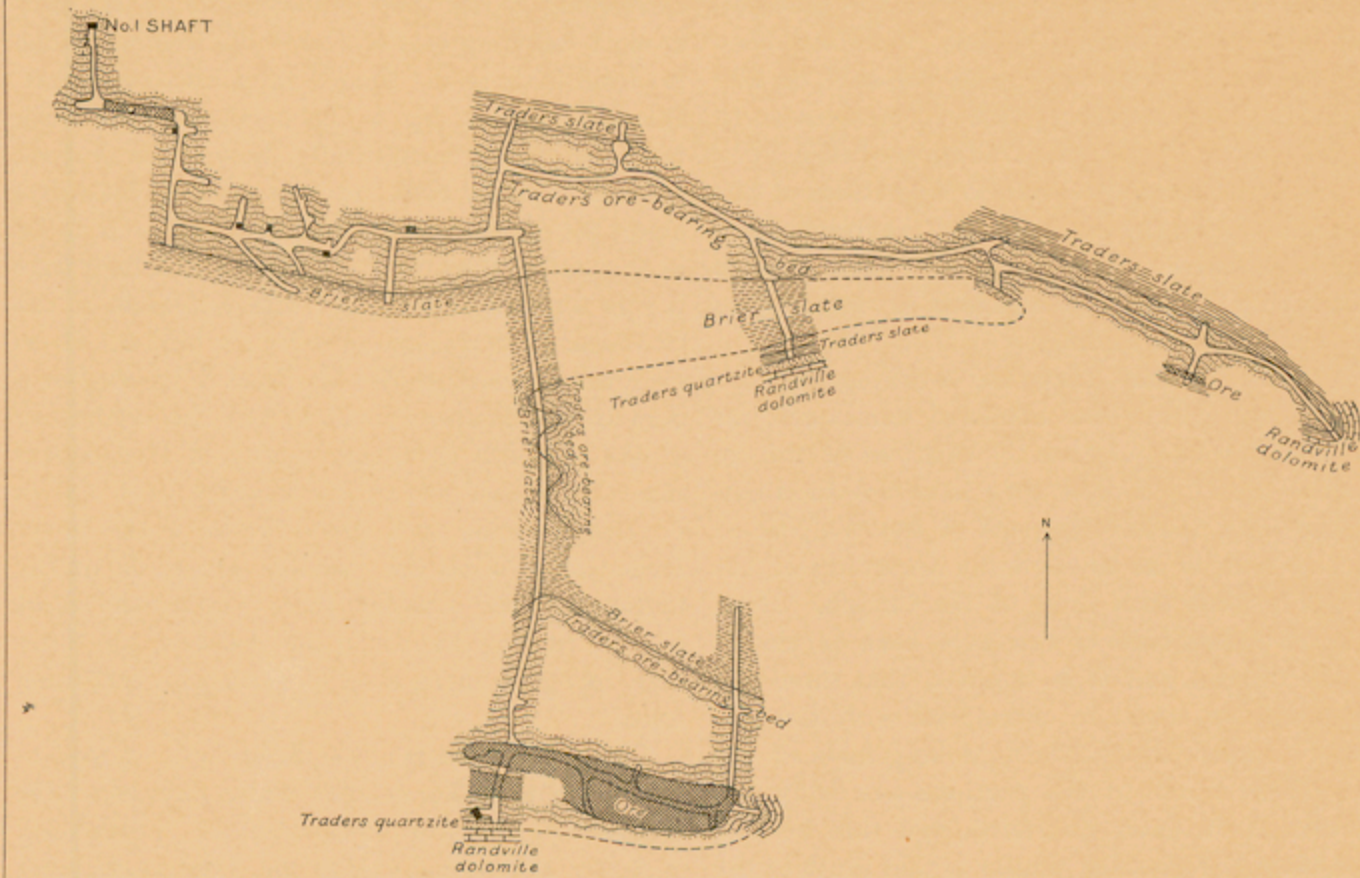 No.1 SHAFT
Traders slate
Traders ore-bearing
bed
Traders slate
Brier slate
Brier slate
Traders slate
Traders quartzite
Randville
dolomite
Ore
Randville
dolomite
Brier slate
Traders ore-bearing
bed
N
Brier slate
Traders ore-bearing
bed
Ore
Traders quartzite
Randville
dolomite